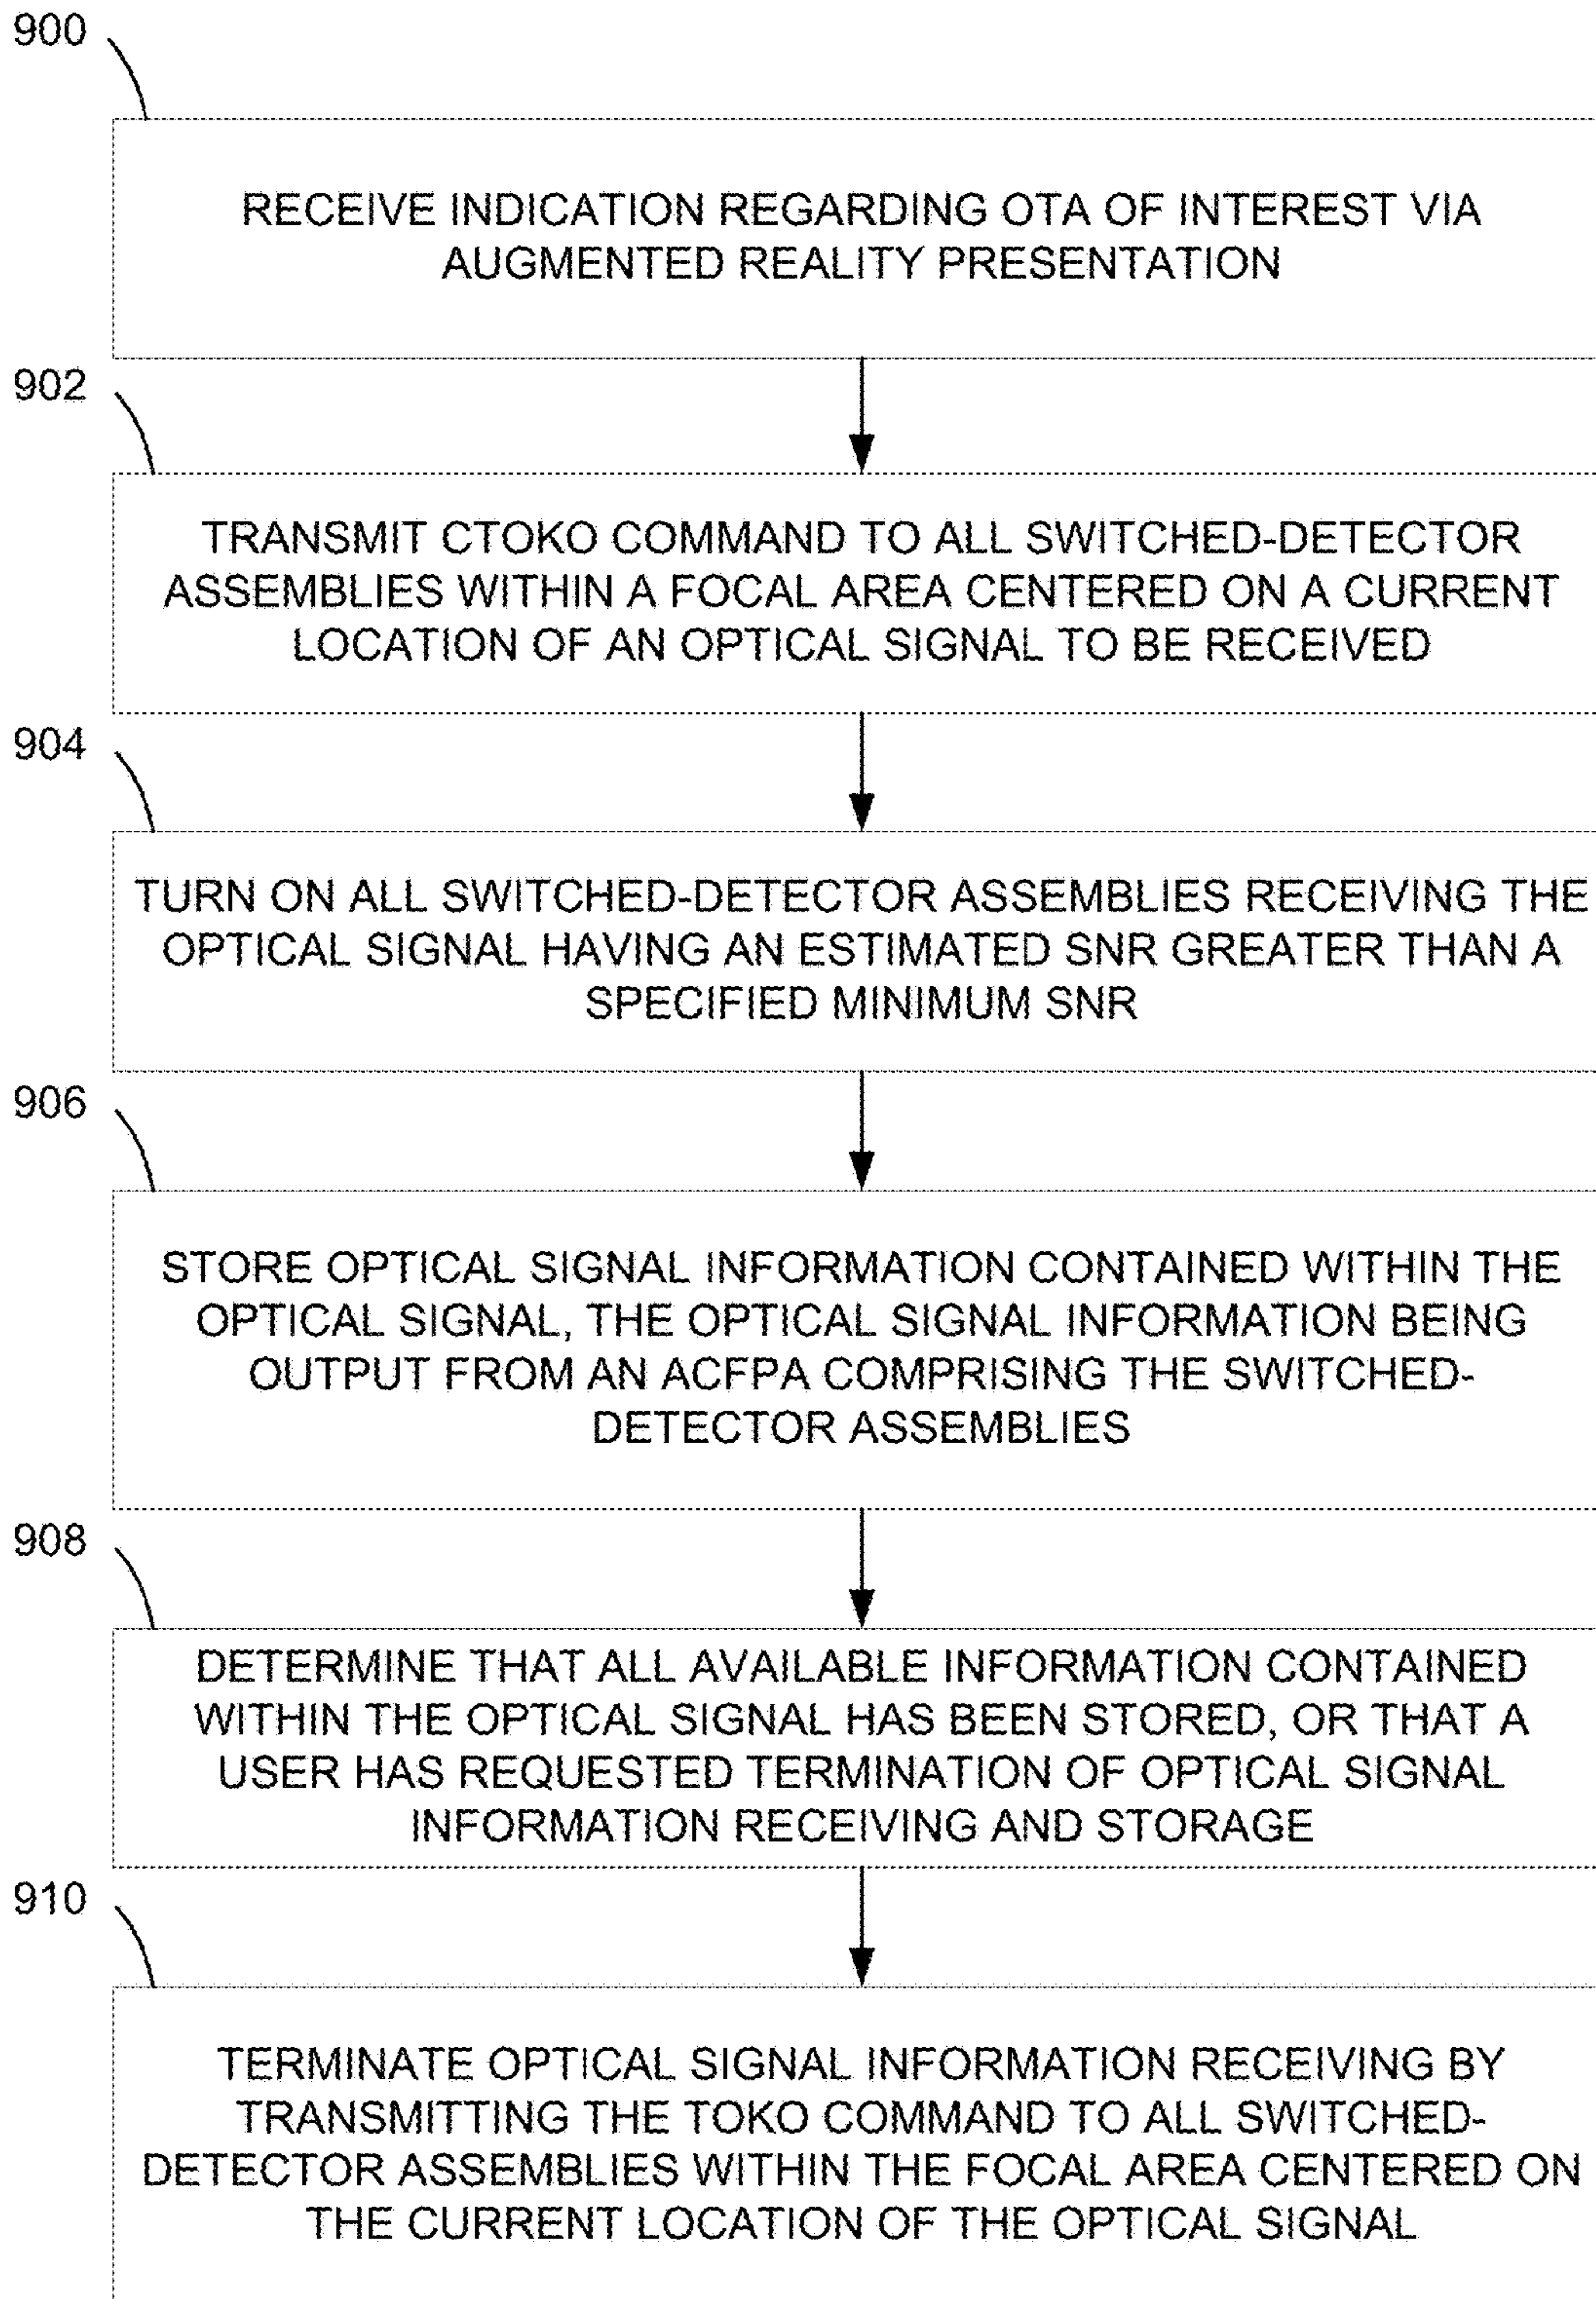 900
RECEIVE INDICATION REGARDING OTA OF INTEREST VIA
AUGMENTED REALITY PRESENTATION
902
TRANSMIT CTOKO COMMAND TO ALL SWITCHED-DETECTOR
ASSEMBLIES WITHIN A FOCAL AREA CENTERED ON A CURRENT
LOCATION OF AN OPTICAL SIGNAL TO BE RECEIVED
904
TURN ON ALL SWITCHED-DETECTOR ASSEMBLIES RECEIVING THE
OPTICAL SIGNAL HAVING AN ESTIMATED SNR GREATER THAN A
SPECIFIED MINIMUM SNR
906
STORE OPTICAL SIGNAL INFORMATION CONTAINED WITHIN THE
OPTICAL SIGNAL, THE OPTICAL SIGNAL INFORMATION BEING
OUTPUT FROM AN ACFPA COMPRISING THE SWITCHED-
DETECTOR ASSEMBLIES
908
DETERMINE THAT ALL AVAILABLE INFORMATION CONTAINED
WITHIN THE OPTICAL SIGNAL HAS BEEN STORED, OR THAT A
USER HAS REQUESTED TERMINATION OF OPTICAL SIGNAL
INFORMATION RECEIVING AND STORAGE
910
TERMINATE OPTICAL SIGNAL INFORMATION RECEIVING BY
TRANSMITTING THE TOKO COMMAND TO ALL SWITCHED-
DETECTOR ASSEMBLIES WITHIN THE FOCAL AREA CENTERED ON
THE CURRENT LOCATION OF THE OPTICAL SIGNAL